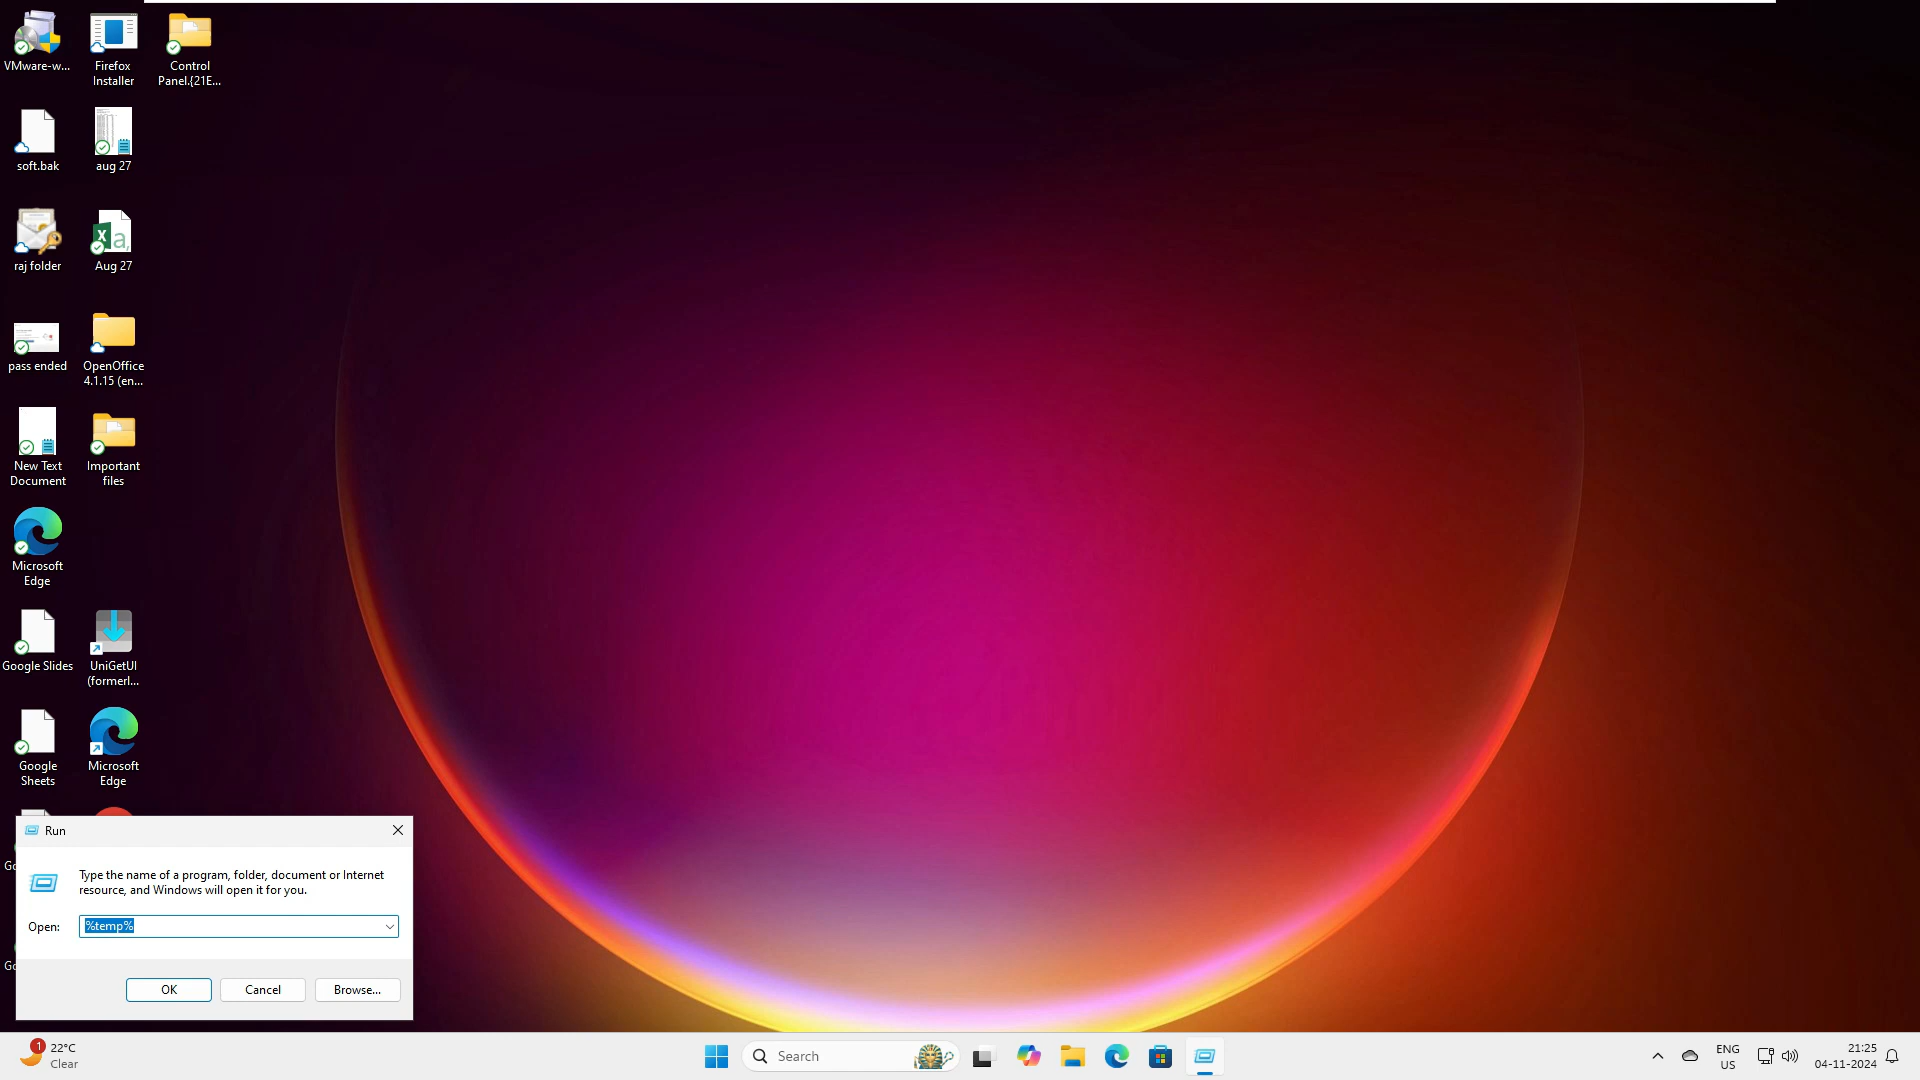 VMware-w...
Firefox
Installer
Control
Panel.{21E...
soft.bak
aug 27
raj folder
Aug 27
pass ended
OpenOffice
4.1.15 (en...
New Text
Document
Important
files
Microsoft
Edge
Google Slides
UniGetUI
(formerl...
Google
Sheets
Microsoft
Edge
Run
Type the name of a program, folder, document or Internet
resource, and Windows will open it for you.
Open:
%temp%
OK
Cancel
Browse...
1
22°C
Clear
Search
ENG
US
21:25
04-11-2024